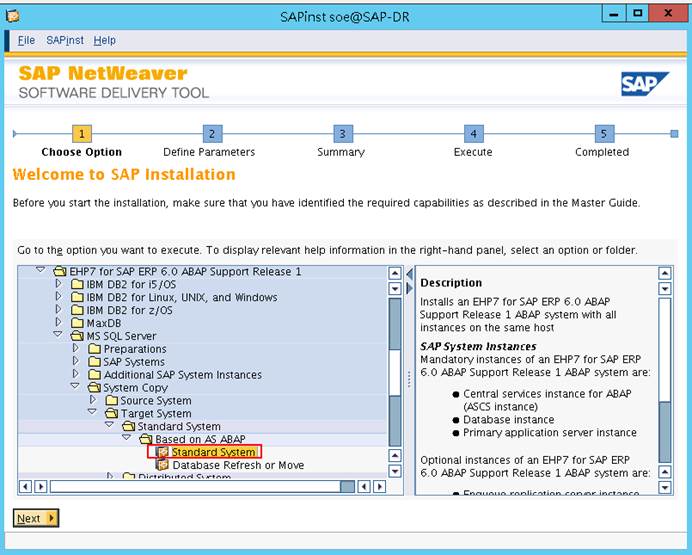 SAPinst soe@SAP-DR
File SAPinst Help
SAP NetWeaver
SOFTWARE DELIVERY TOOL
SAP
1 2 3 4 5
Choose Option Define Parameters Summary Execute Completed
Welcome to SAP Installation
Before you start the installation, make sure that you have identified the required capabilities as described in the Master Guide.
Go to the option you want to execute. To display relevant help information in the right-hand panel, select an option or folder.
EHP7 for SAP ERP 6.0 ABAP Support Release 1
IBM DB2 for i5/OS
IBM DB2 for Linux, UNIX, and Windows
IBM DB2 for z/OS
MaxDB
MS SQL Server
Preparations
SAP Systems
Additional SAP System Instances
System Copy
Source System
Target System
Standard System
Based on AS ABAP
Standard System
Database Refresh or Move
Distributed System
Description
Installs an EHP7 for SAP ERP 6.0 ABAP
Support Release 1 ABAP system with all
instances on the same host
SAP System Instances
Mandatory instances of an EHP7 for SAP ERP
6.0 ABAP Support Release 1 ABAP system are:
● Central services instance for ABAP
(ASCS instance)
● Database instance
● Primary application server instance
Optional instances of an EHP7 for SAP ERP
6.0 ABAP Support Release 1 ABAP system are:
● Enqueue replication server instance
Next